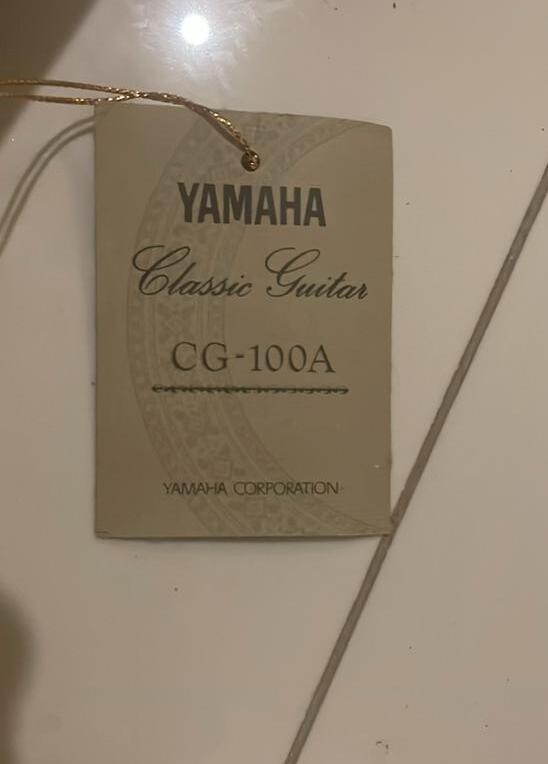 YAMAHA
Classic Guitar
CG-100A
YAMAHA CORPORATION